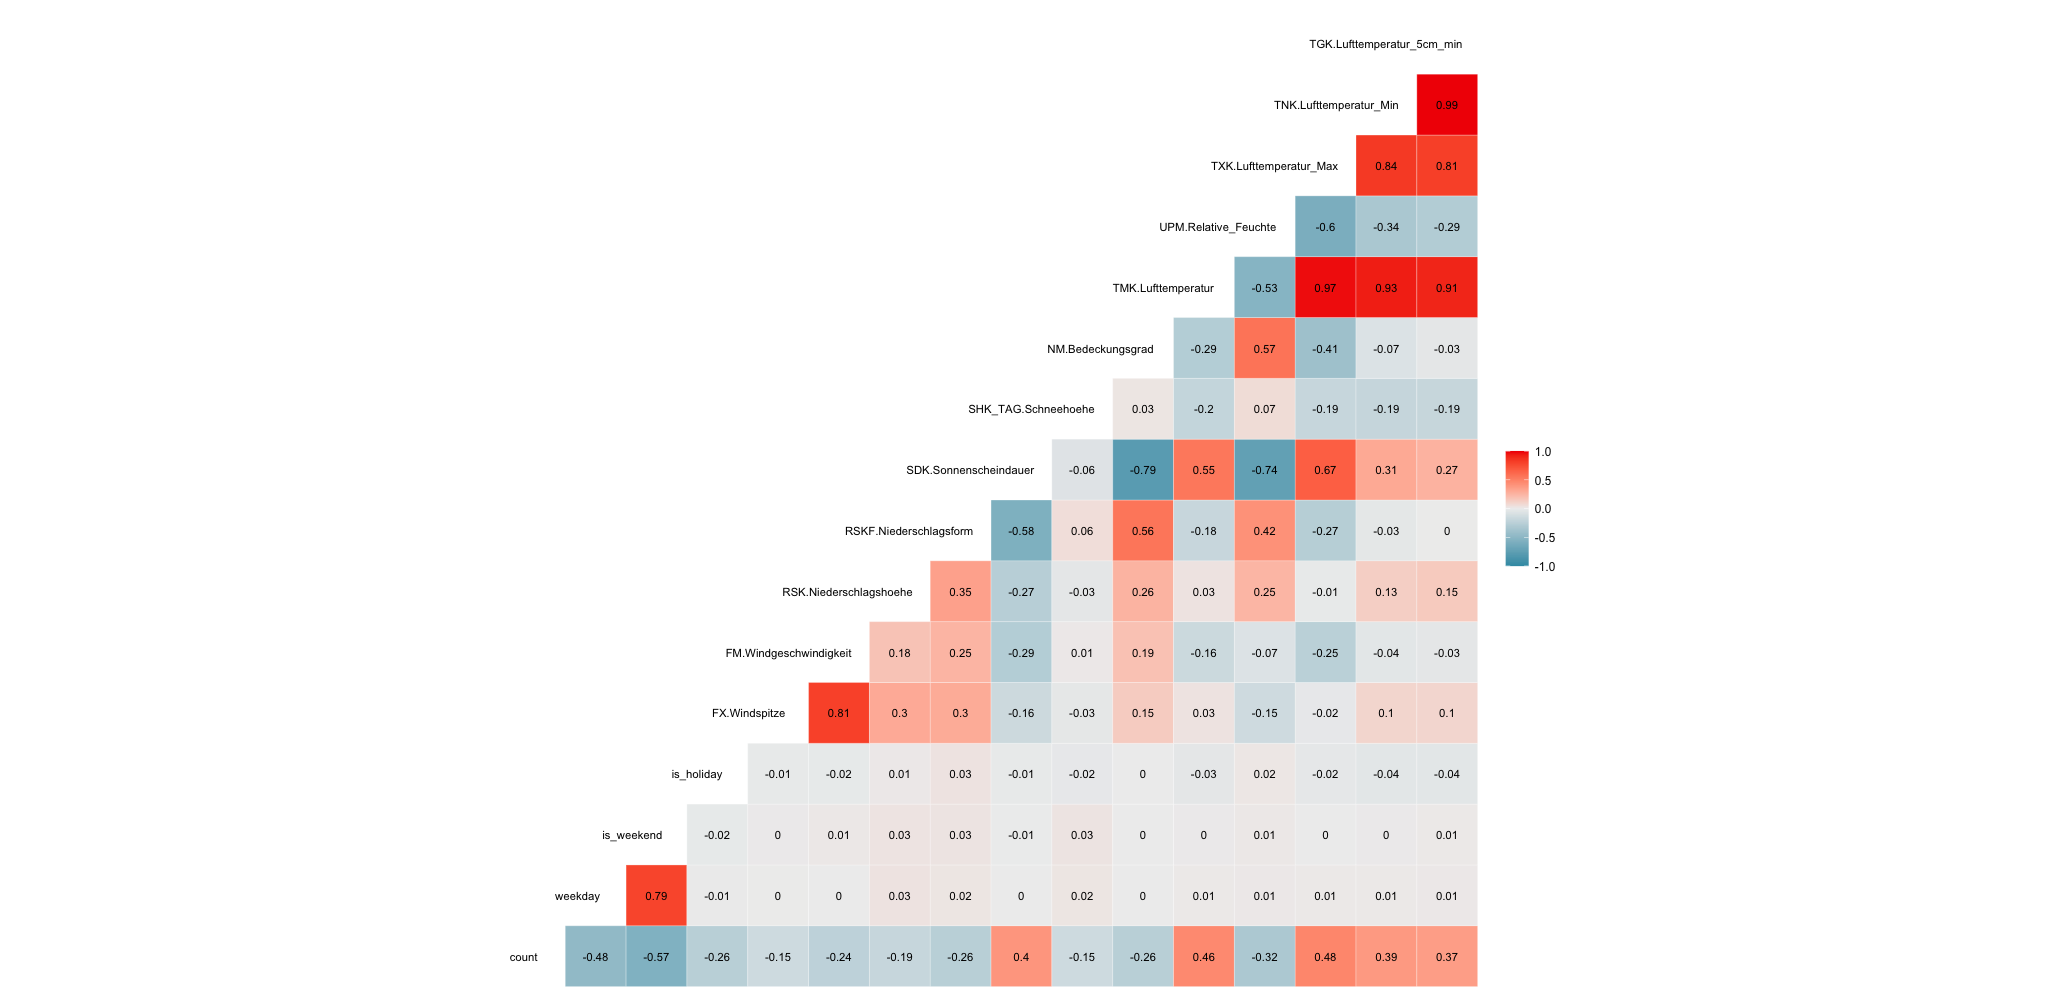 TGK.Lufttemperatur_5cm_min
TNK.Lufttemperatur_Min 0.99
TXK.Lufttemperatur_Max 0.84 0.81
UPM.Relative_Feuchte -0.6 -0.34 -0.29
TMK.Lufttemperatur -0.53 0.97 0.93 0.91
NM.Bedeckungsgrad -0.29 0.57 -0.41 -0.07 -0.03
SHK_TAG.Schneehoehe 0.03 -0.2 0.07 -0.19 -0.19 -0.19
SDK.Sonnenscheindauer -0.06 -0.79 0.55 -0.74 0.67 0.31 0.27
RSKF.Niederschlagsform -0.58 0.06 0.56 -0.18 0.42 -0.27 -0.03 0
RSK.Niederschlagshoehe 0.35 -0.27 -0.03 0.26 0.03 0.25 -0.01 0.13 0.15
FM.Windgeschwindigkeit 0.18 0.25 -0.29 0.01 0.19 -0.16 -0.07 -0.25 -0.04 -0.03
FX.Windspitze 0.81 0.3 0.3 -0.16 -0.03 0.15 0.03 -0.15 -0.02 0.1 0.1
is_holiday -0.01 -0.02 0.01 0.03 -0.01 -0.02 0 -0.03 0.02 -0.02 -0.04 -0.04
is_weekend -0.02 0 0.01 0.03 0.03 -0.01 0.03 0 0 0.01 0 0 0.01
weekday 0.79 -0.01 0 0 0.03 0.02 0 0.02 0 0.01 0.01 0.01 0.01 0.01
count -0.48 -0.57 -0.26 -0.15 -0.24 -0.19 -0.26 0.4 -0.15 -0.26 0.46 -0.32 0.48 0.39 0.37
1.0
0.5
0.0
-0.5
-1.0